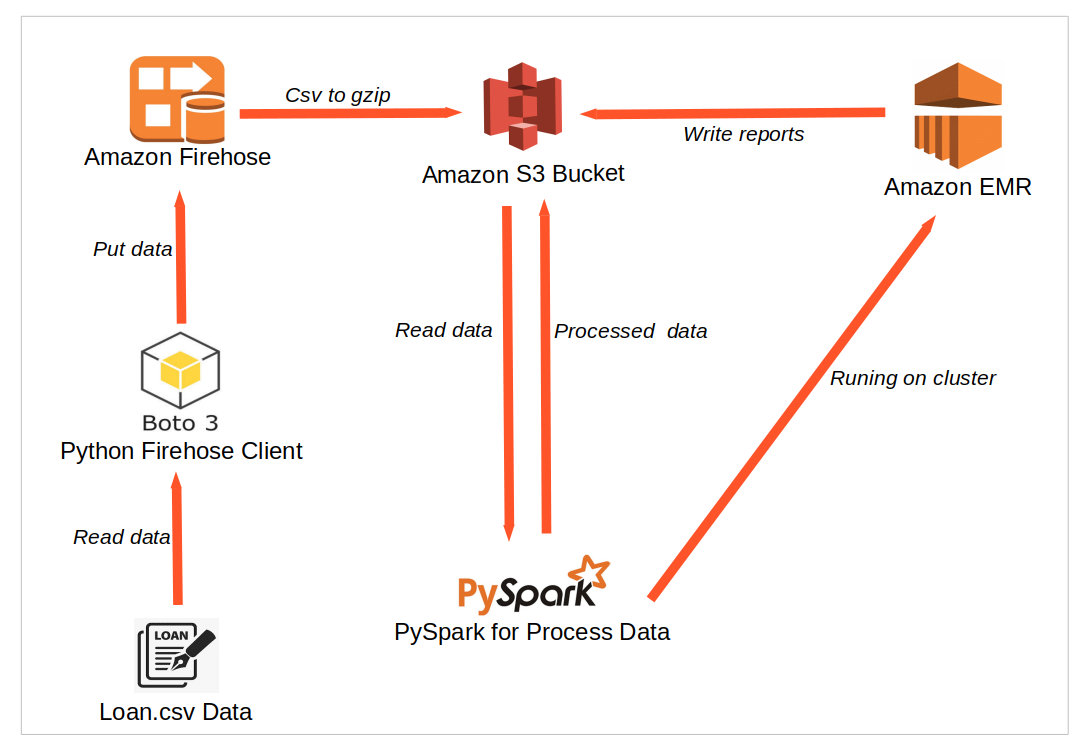 Csv to gzip
Write reports
Amazon Firehose
Amazon S3 Bucket
Amazon EMR
Put data
Read data
Processed data
Runing on cluster
Boto 3
Python Firehose Client
Read data
PySpark
PySpark for Process Data
LOAN
Loan.csv Data